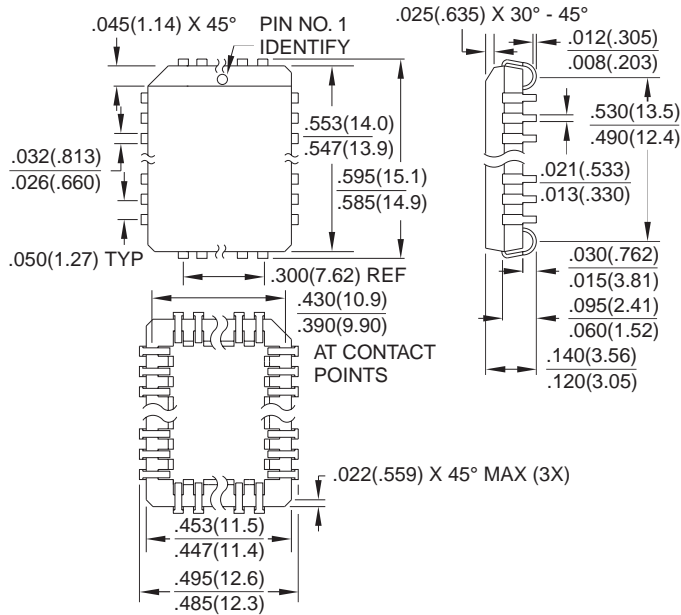 .045(1.14) X 45°
PIN NO. 1
IDENTIFY
.025(.635) X 30° - 45°
.012(.305)
.008(.203)
.553(14.0)
.547(13.9)
.530(13.5)
.490(12.4)
.032(.813)
.026(.660)
.021(.533)
.013(.330)
.595(15.1)
.585(14.9)
.050(1.27) TYP
.300(7.62) REF
.030(.762)
.015(3.81)
.430(10.9)
.390(9.90)
AT CONTACT
POINTS
.095(2.41)
.060(1.52)
.140(3.56)
.120(3.05)
.022(.559) X 45° MAX (3X)
.453(11.5)
.447(11.4)
.495(12.6)
.485(12.3)